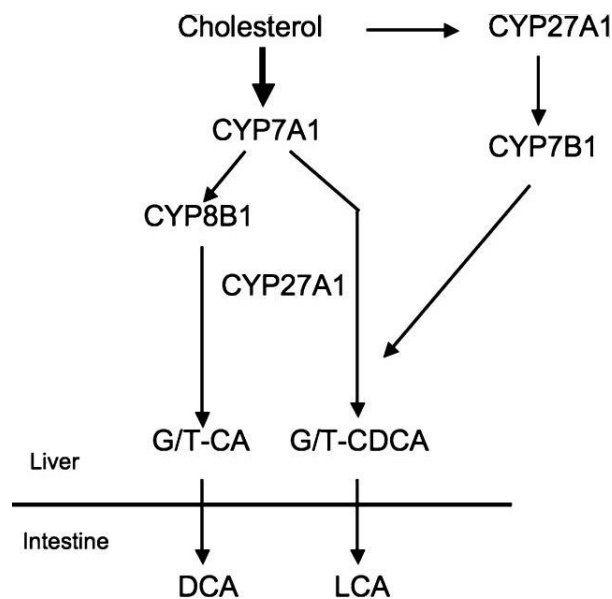 Cholesterol
CYP27A1
CYP7A1
CYP7B1
CYP8B1
CYP27A1
G/T-CA
G/T-CDCA
Liver
Intestine
DCA
LCA